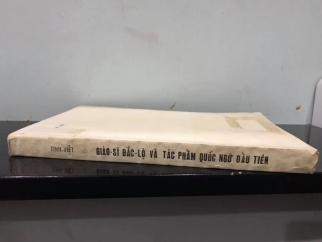 TINH-VIỆT GIÁO-SĨ ĐẮC-LỘ VÀ TÁC PHẨM QUỐC NGỮ ĐẦU TIÊN